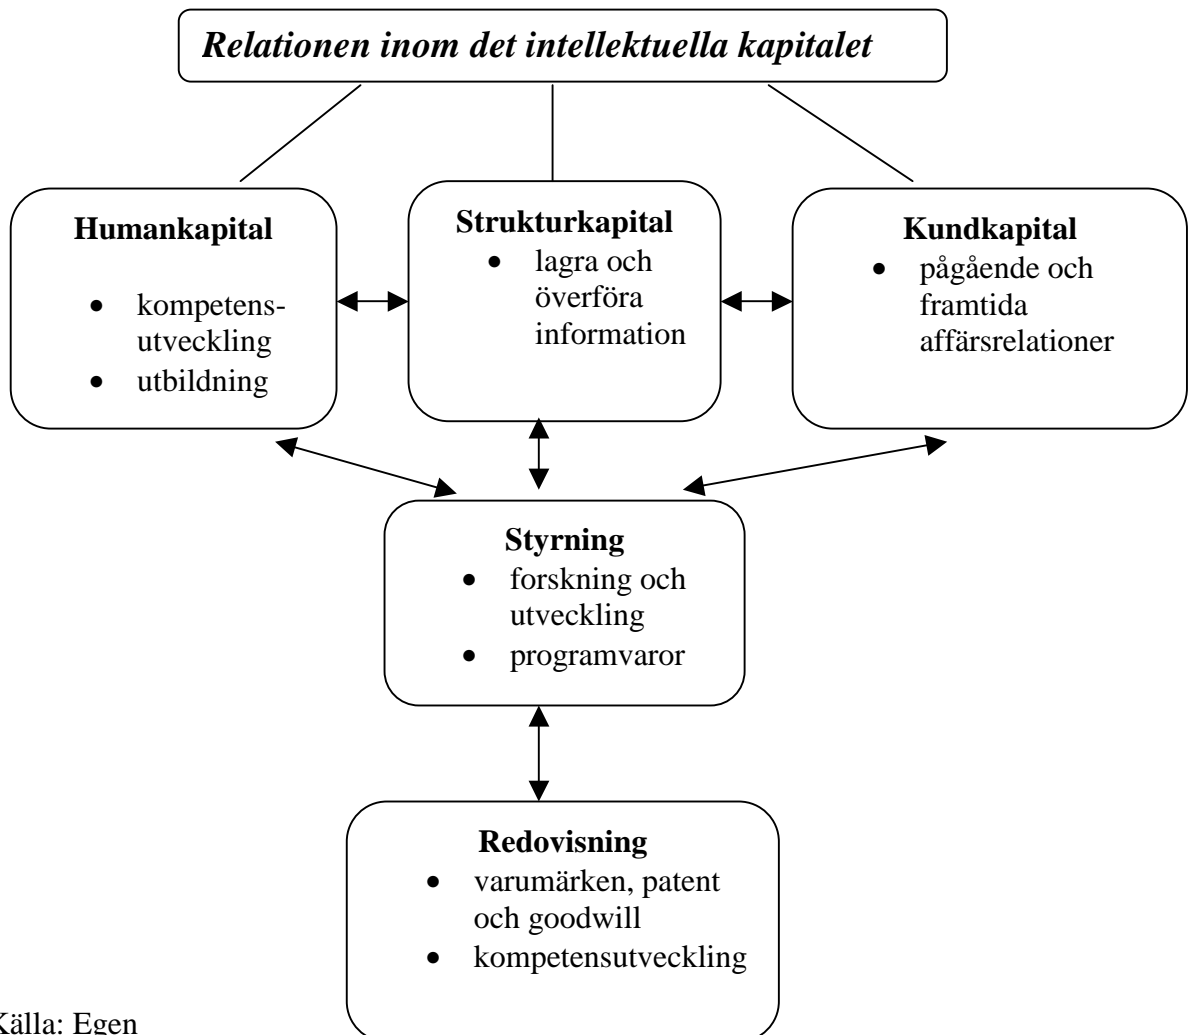 Relationen inom det intellektuella kapitalet
Humankapital
• kompetens-
utveckling
• utbildning
Strukturkapital
• lagra och
överföra
information
Kundkapital
• pågående och
framtida
affärsrelationer
Styrning
• forskning och
utveckling
• programvaror
Redovisning
• varumärken, patent
och goodwill
• kompetensutveckling
Källa: Egen